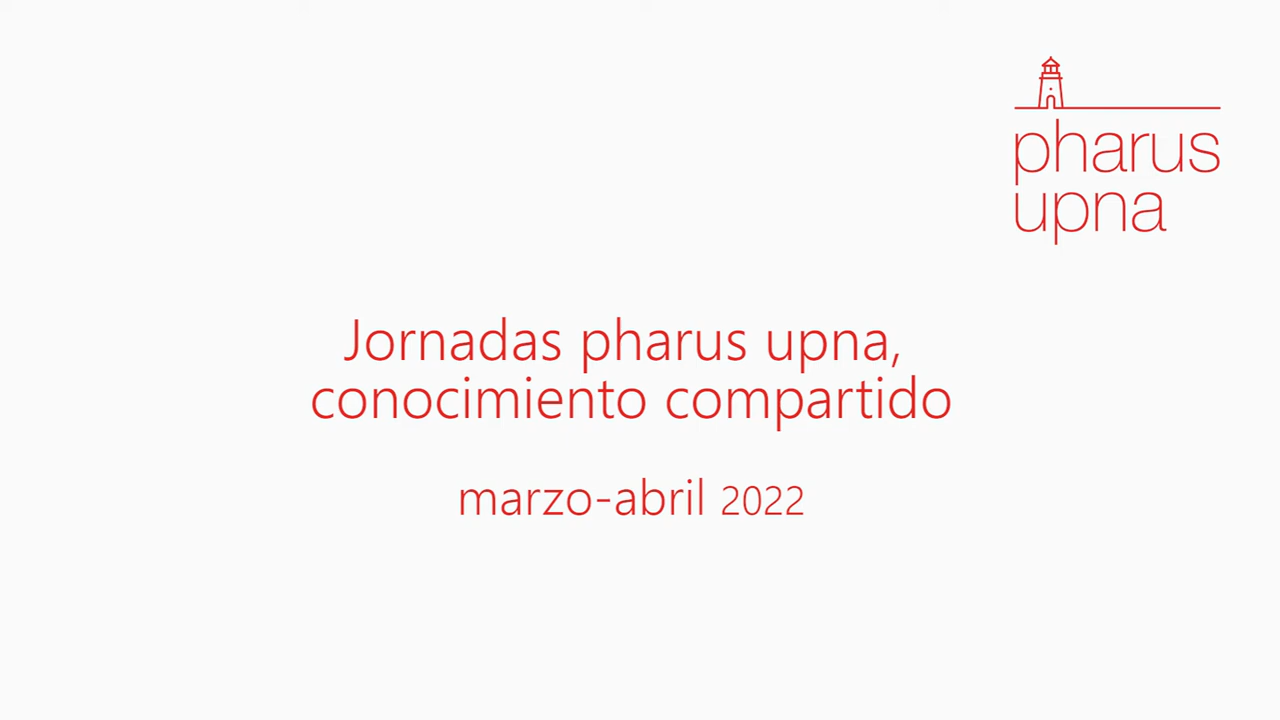 pharus
upna
Jornadas pharus upna,
conocimiento compartido
marzo-abril 2022